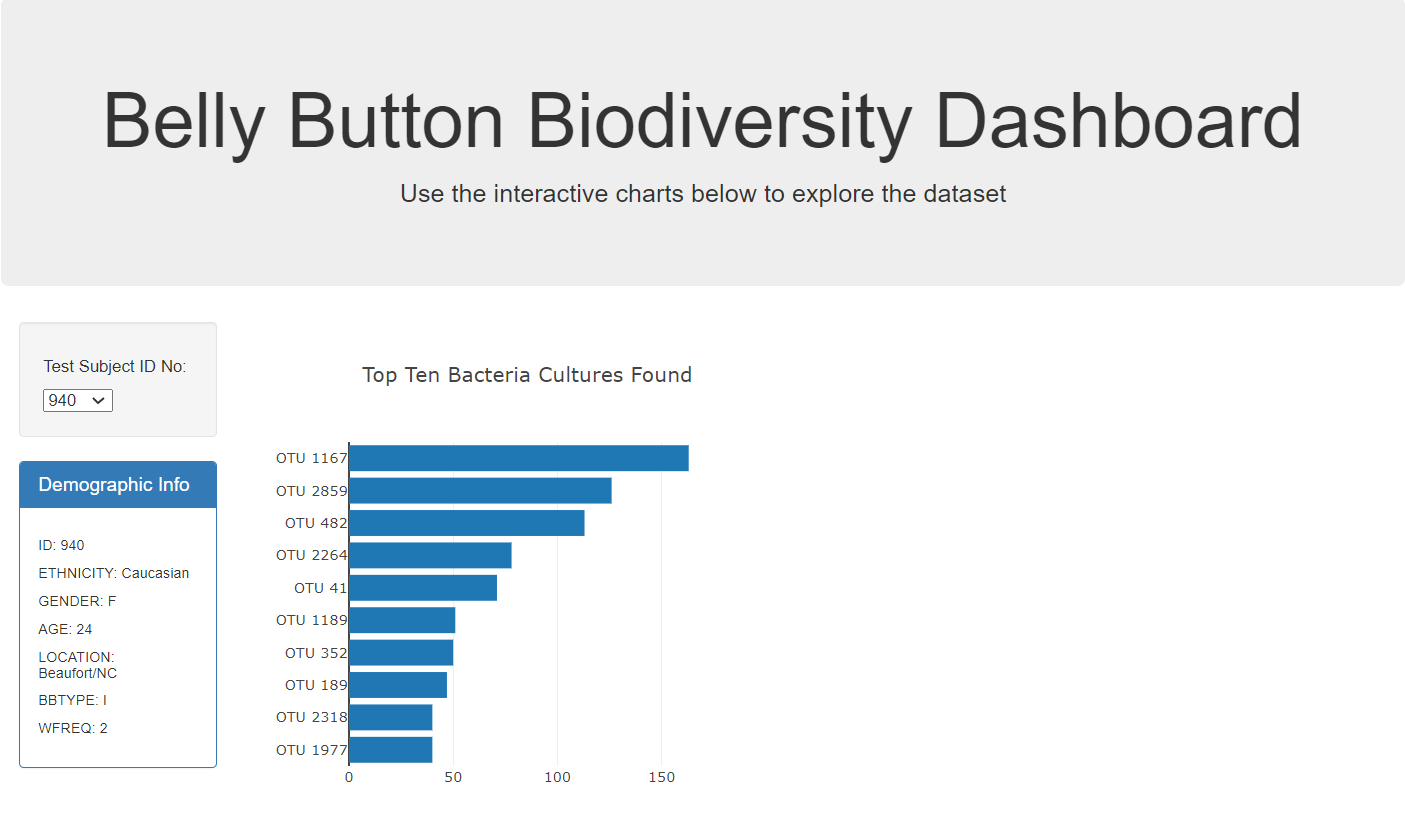 Belly Button Biodiversity Dashboard
Use the interactive charts below to explore the dataset
Test Subject ID No:
940
Demographic Info
ID: 940
ETHNICITY: Caucasian
GENDER: F
AGE: 24
LOCATION:
Beaufort/NC
BBTYPE: I
WFREQ: 2
Top Ten Bacteria Cultures Found
OTU 1167
OTU 2859
OTU 482
OTU 2264
OTU 41
OTU 1189
OTU 352
OTU 189
OTU 2318
OTU 1977
0 50 100 150